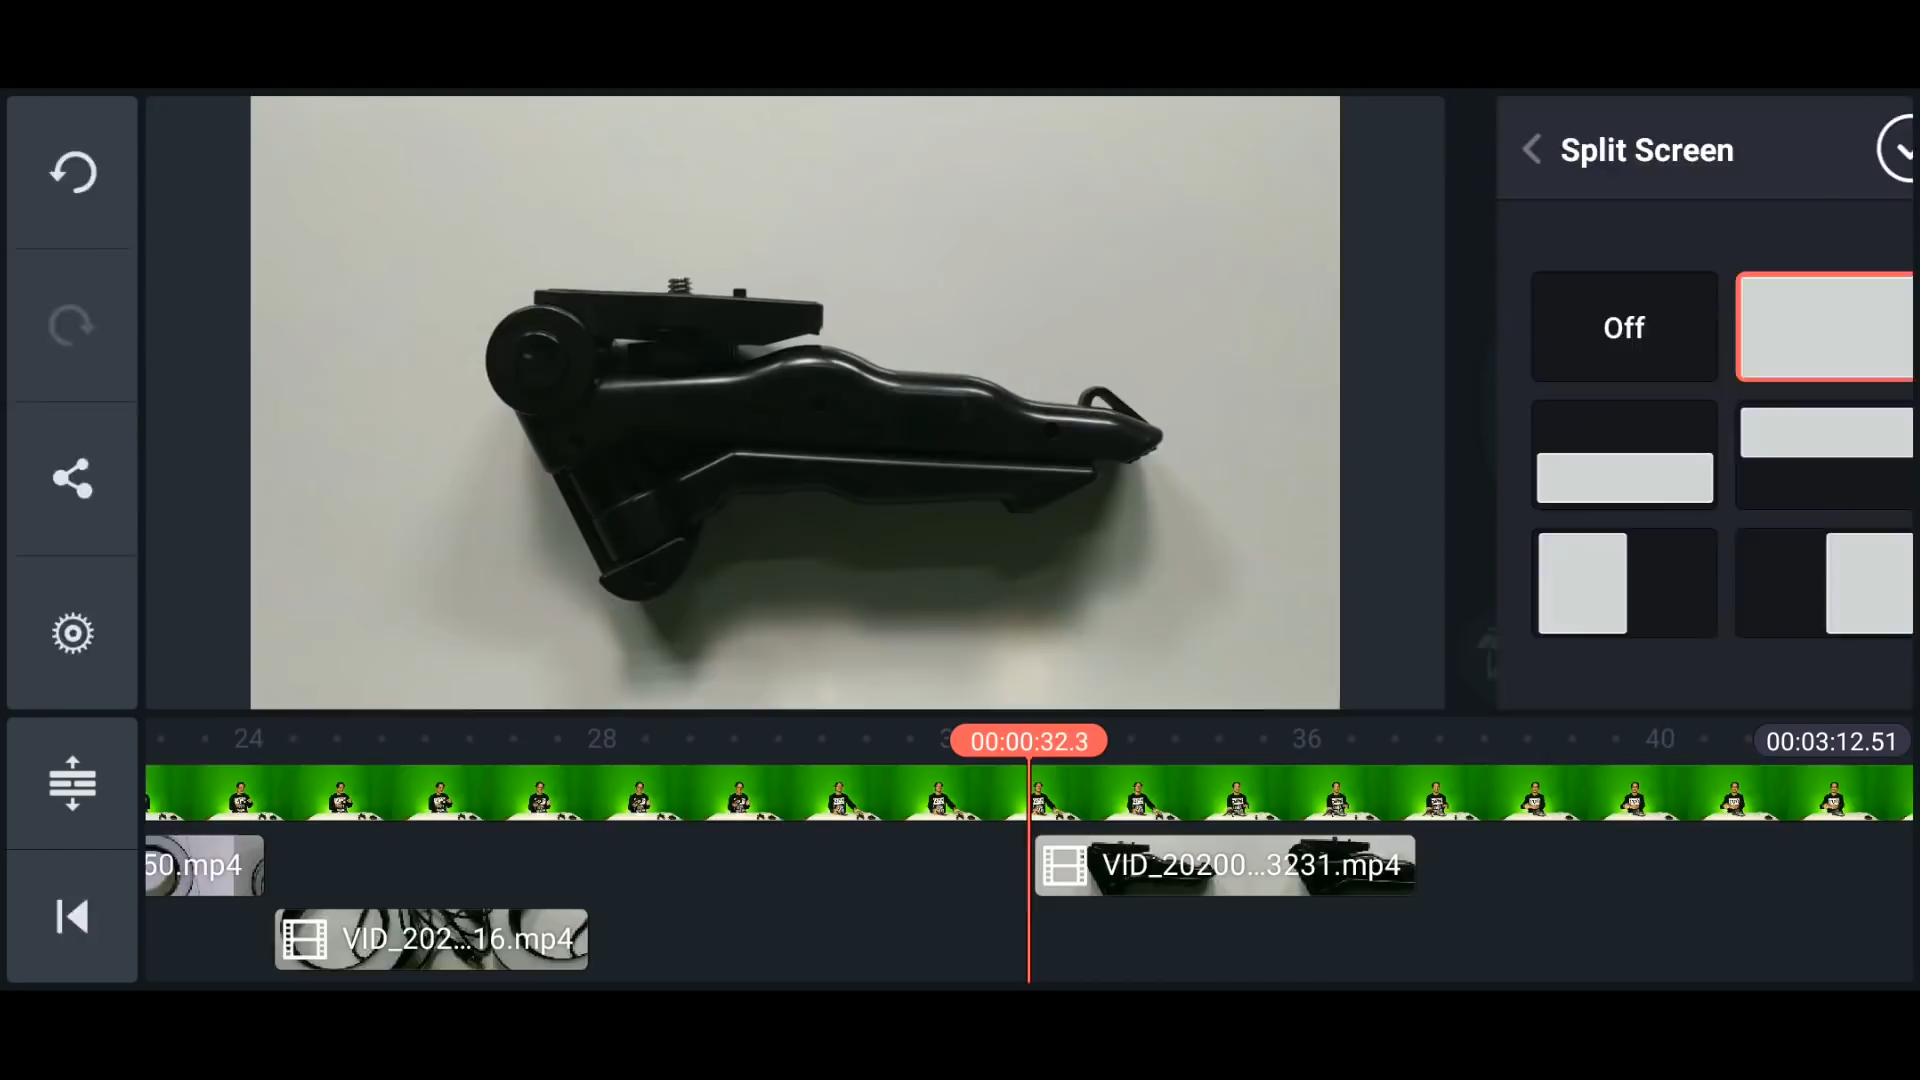 Split Screen
Off
24
28
00:00:32.3
36
40
00:03:12.51
50.mp4
VID_20200...3231.mp4
VID_202...16.mp4